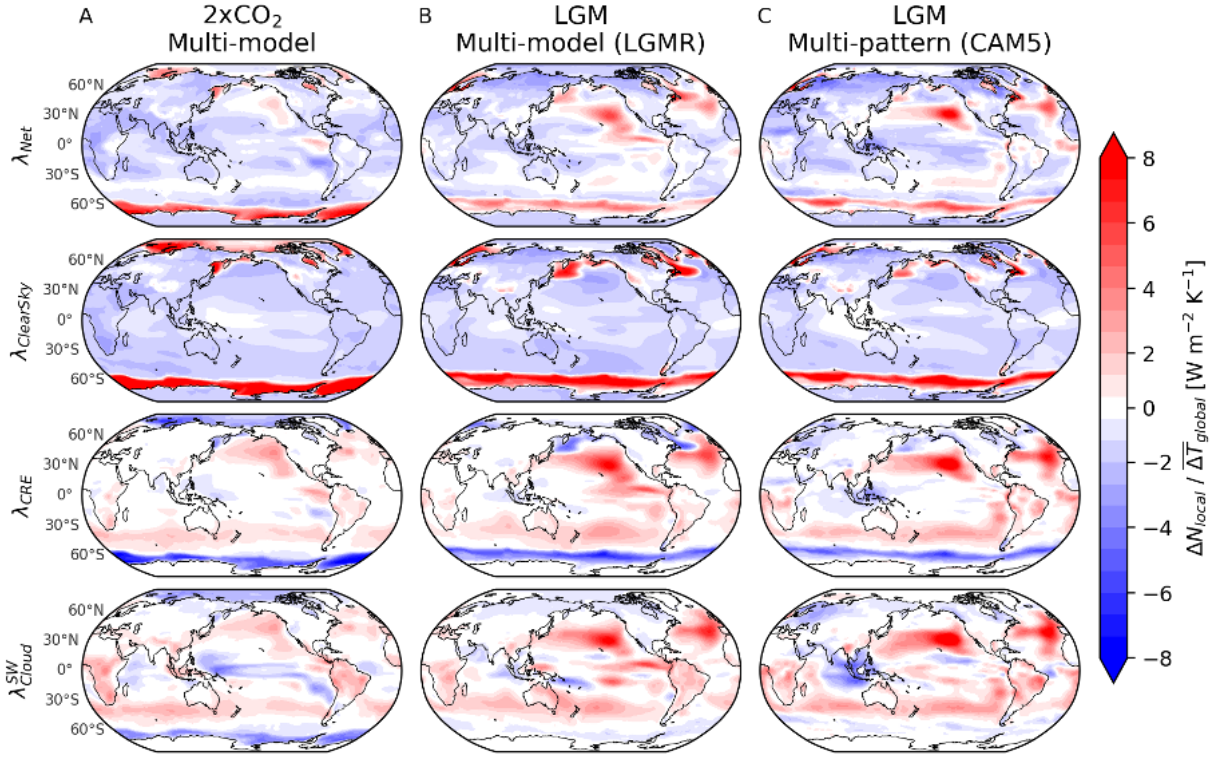 A
2xCO₂
Multi-model
B
LGM
Multi-model (LGMR)
C
LGM
Multi-pattern (CAM5)
λNet
60°N
30°N
0°
30°S
60°S
λClearSky
60°N
30°N
0°
30°S
60°S
λCRE
60°N
30°N
0°
30°S
60°S
λ SW Cloud
60°N
30°N
0°
30°S
60°S
8
6
4
2
0
−2
−4
−6
−8
ΔNlocal / ΔT̅global [W m⁻² K⁻¹]